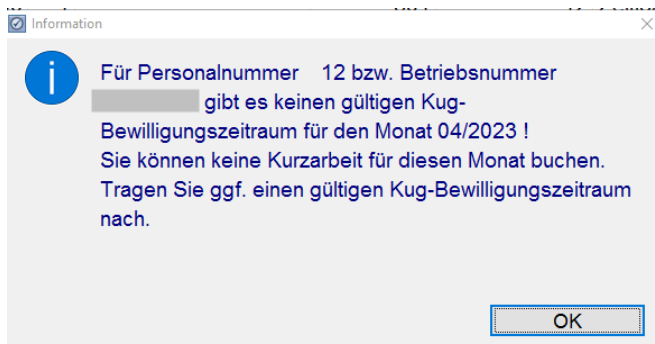 Information
Für Personalnummer 12 bzw. Betriebsnummer
gibt es keinen gültigen Kug-
Bewilligungszeitraum für den Monat 04/2023 !
Sie können keine Kurzarbeit für diesen Monat buchen.
Tragen Sie ggf. einen gültigen Kug-Bewilligungszeitraum
nach.
OK